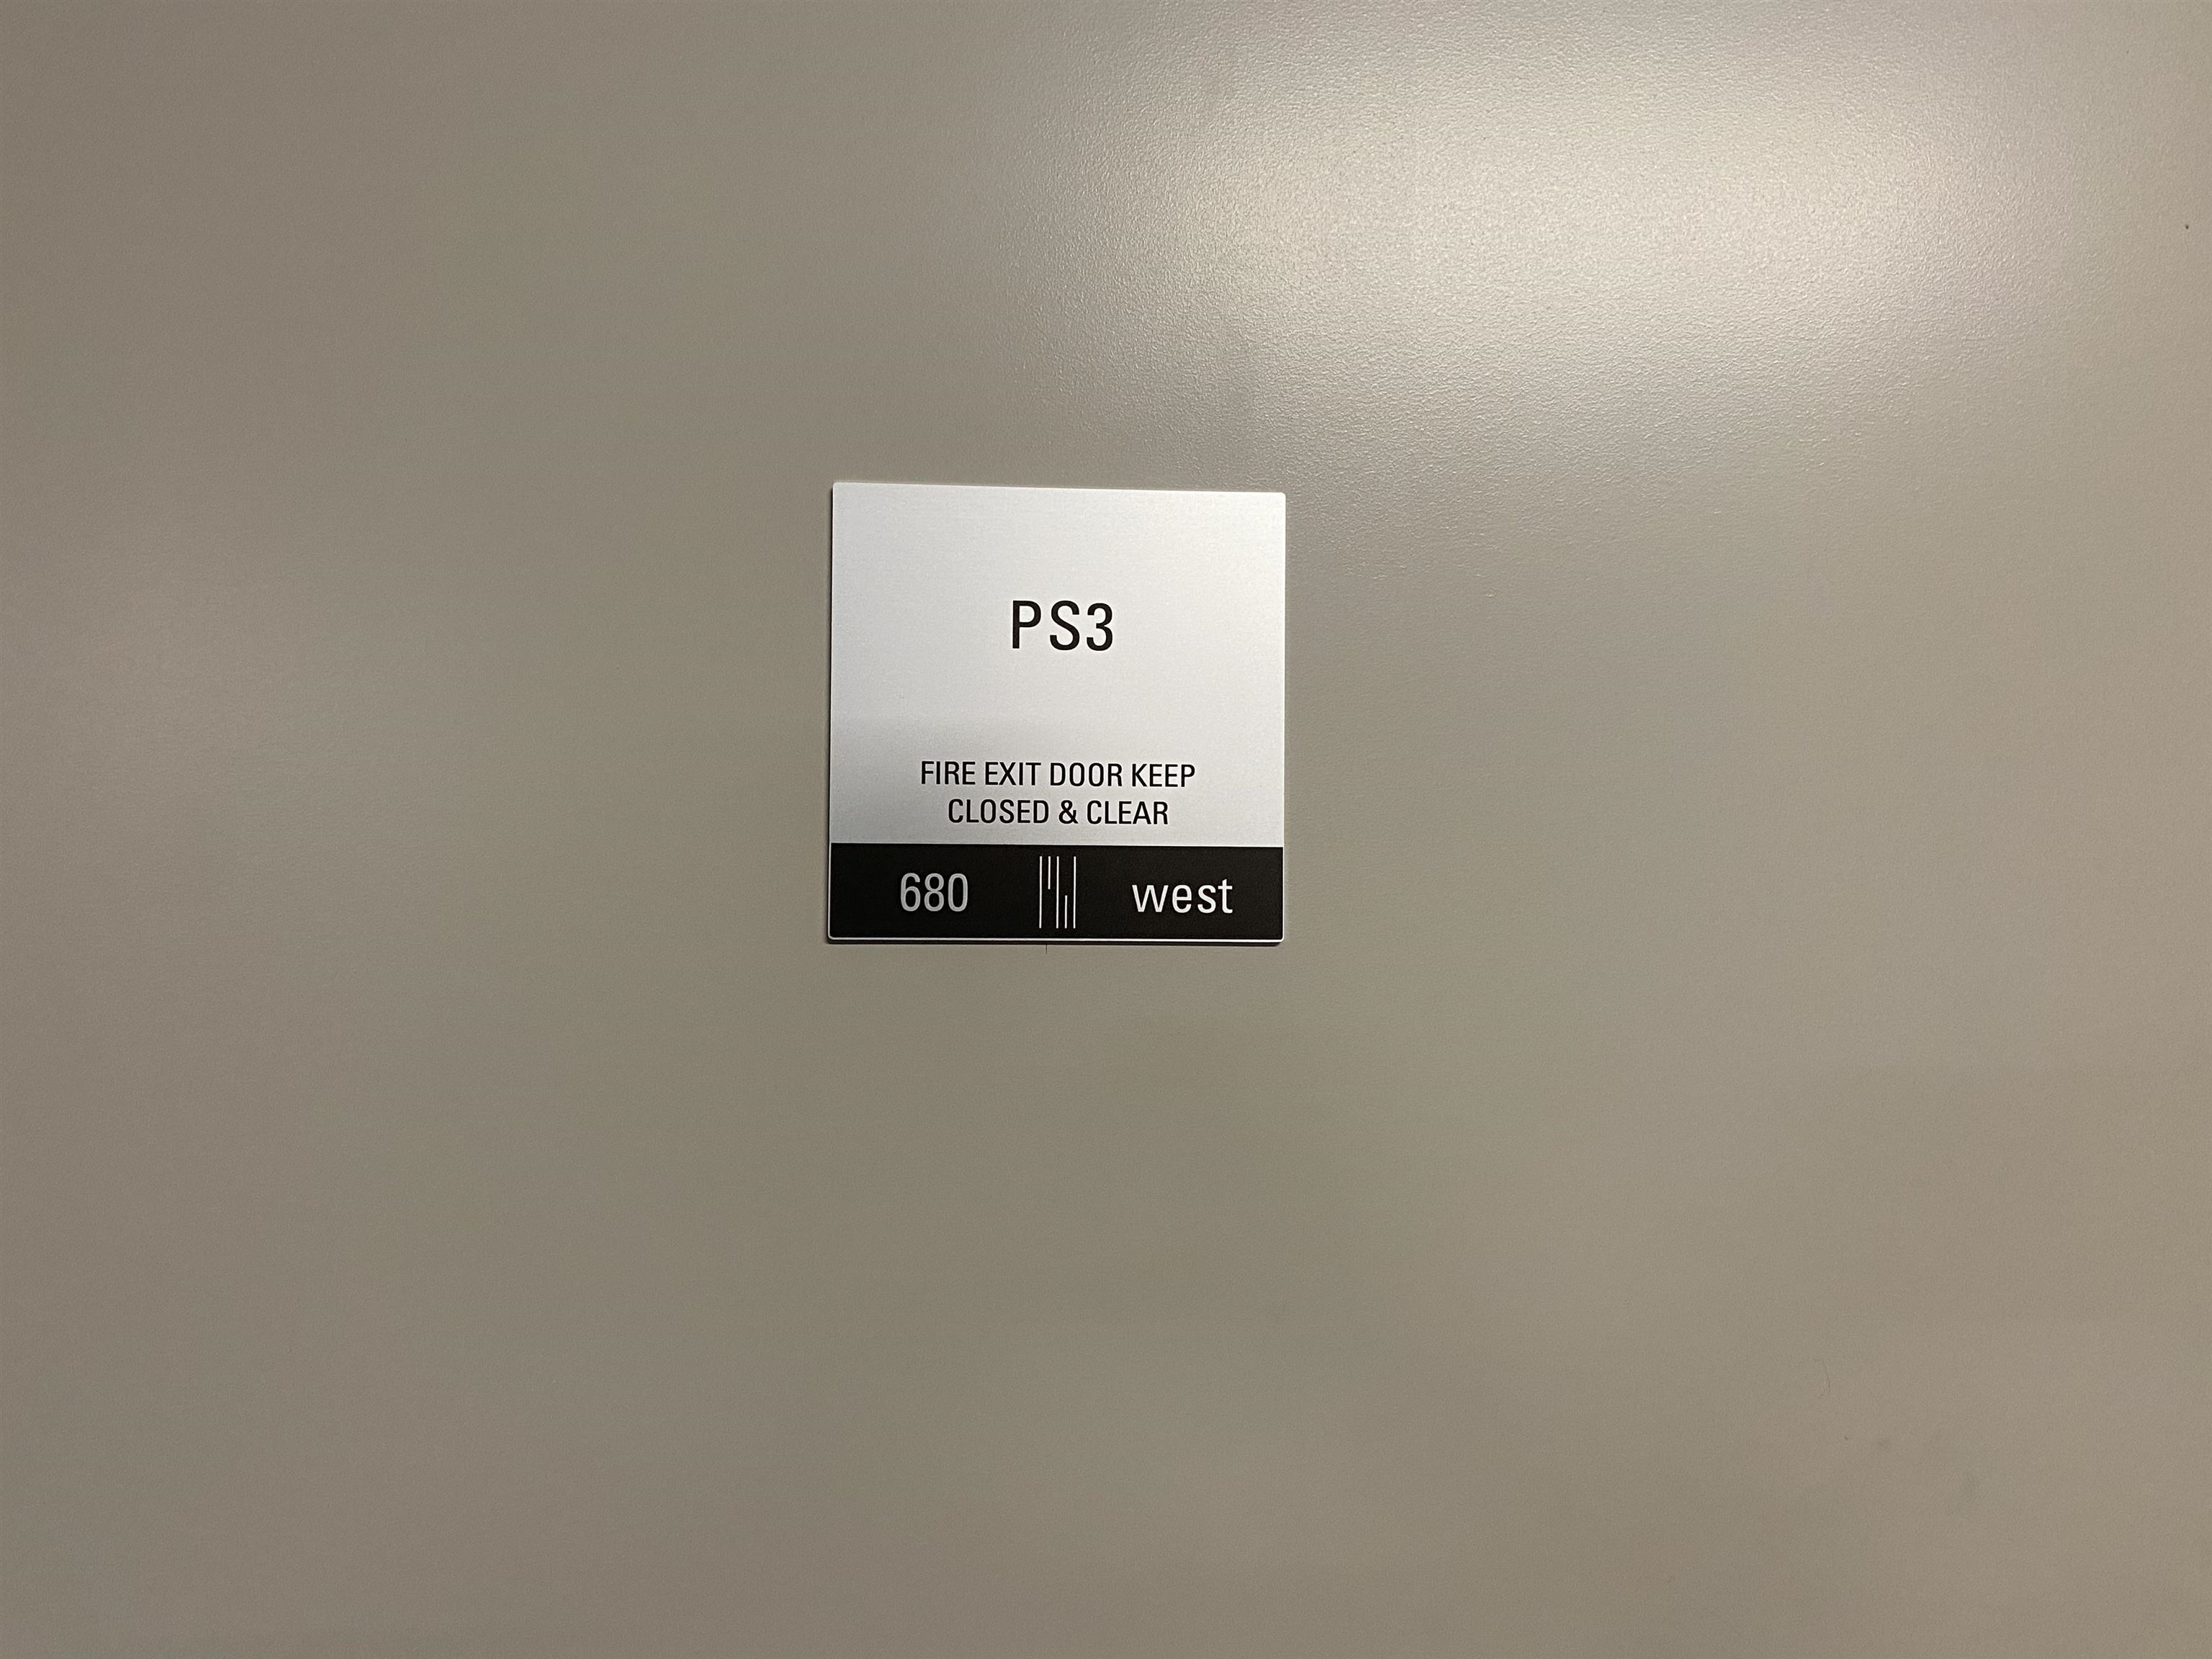 PS3
FIRE EXIT DOOR KEEP
CLOSED & CLEAR
680 west